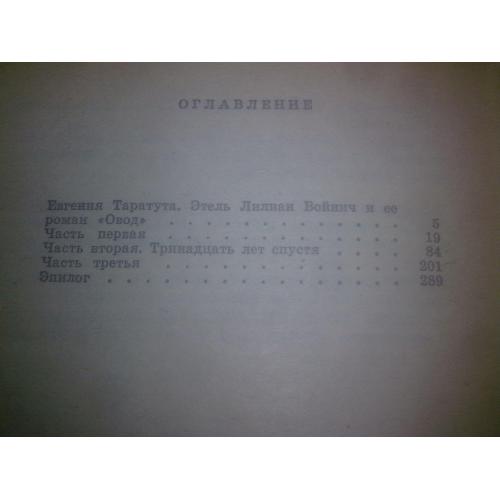 ОГЛАВЛЕНИЕ
Евгения Таратута. Этель Лилиан Войнич и ее
роман «Овод» . . . . . . . . . . . . . 5
Часть первая . . . . . . . . . . . . . 19
Часть вторая. Тринадцать лет спустя . . . . 84
Часть третья . . . . . . . . . . . . . 201
Эпилог . . . . . . . . . . . . . . . 289